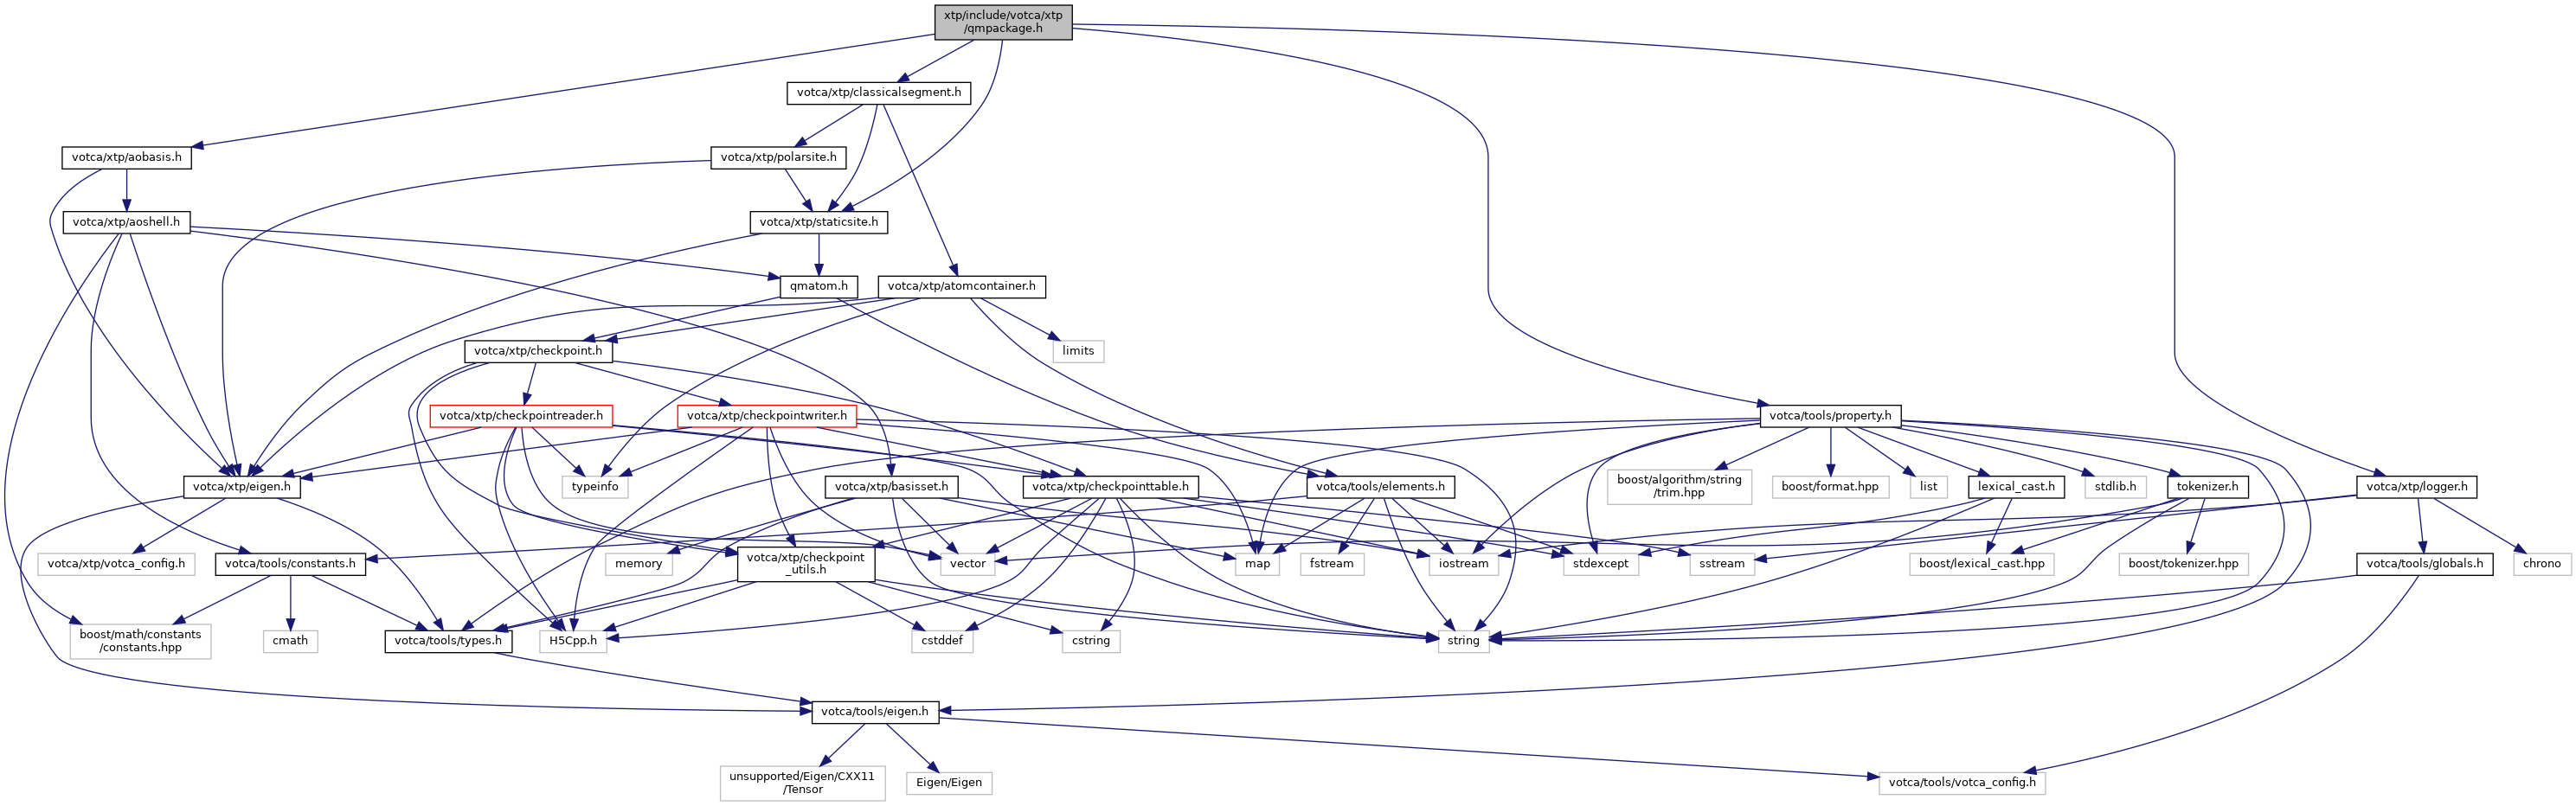 xtp/include/votca/xtp
/qmpackage.h
votca/xtp/classicalsegment.h
votca/xtp/aobasis.h
votca/xtp/polarsite.h
votca/xtp/aoshell.h
votca/xtp/staticsite.h
qmatom.h
votca/xtp/atomcontainer.h
votca/xtp/checkpoint.h
limits
votca/xtp/checkpointreader.h
votca/xtp/checkpointwriter.h
votca/tools/property.h
votca/xtp/eigen.h
typeinfo
votca/xtp/basisset.h
votca/xtp/checkpointtable.h
votca/tools/elements.h
boost/algorithm/string
/trim.hpp
boost/format.hpp
list
lexical_cast.h
stdlib.h
tokenizer.h
votca/xtp/logger.h
votca/xtp/votca_config.h
votca/tools/constants.h
memory
votca/xtp/checkpoint
_utils.h
vector
map
fstream
iostream
stdexcept
sstream
boost/lexical_cast.hpp
boost/tokenizer.hpp
votca/tools/globals.h
chrono
boost/math/constants
/constants.hpp
cmath
votca/tools/types.h
H5Cpp.h
cstddef
cstring
string
votca/tools/eigen.h
unsupported/Eigen/CXX11
/Tensor
Eigen/Eigen
votca/tools/votca_config.h